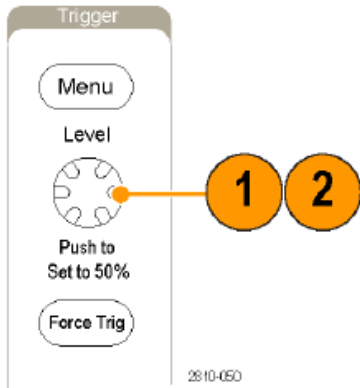 Trigger
Menu
Level
1 2
Push to
Set to 50%
Force Trig
2810-050